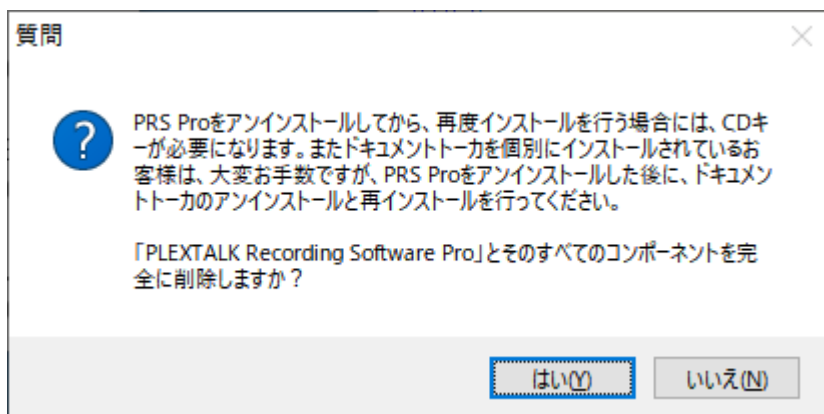 質問
PRS Proをアンインストールしてから、再度インストールを行う場合には、CDキ
ーが必要になります。またドキュメントトーカを個別にインストールされているお
客様は、大変お手数ですが、PRS Proをアンインストールした後に、ドキュメン
トトーカのアンインストールと再インストールを行ってください。
「PLEXTALK Recording Software Pro」とそのすべてのコンポーネントを完
全に削除しますか？
はい(Y)
いいえ(N)